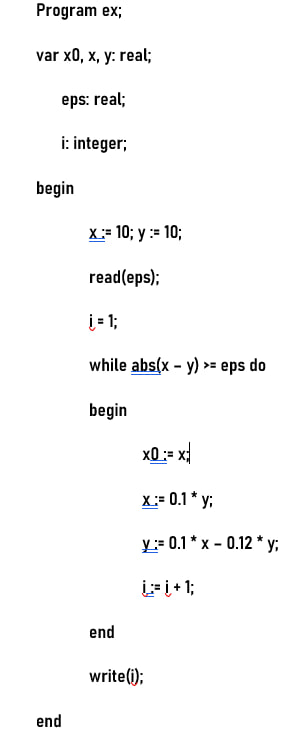 Program ex;
var x0, x, y: real;
eps: real;
i: integer;
begin
x := 10; y := 10;
read(eps);
i = 1;
while abs(x – y) >= eps do
begin
x0 := x;
x := 0.1 * y;
y := 0.1 * x – 0.12 * y;
i := i + 1;
end
write(i);
end